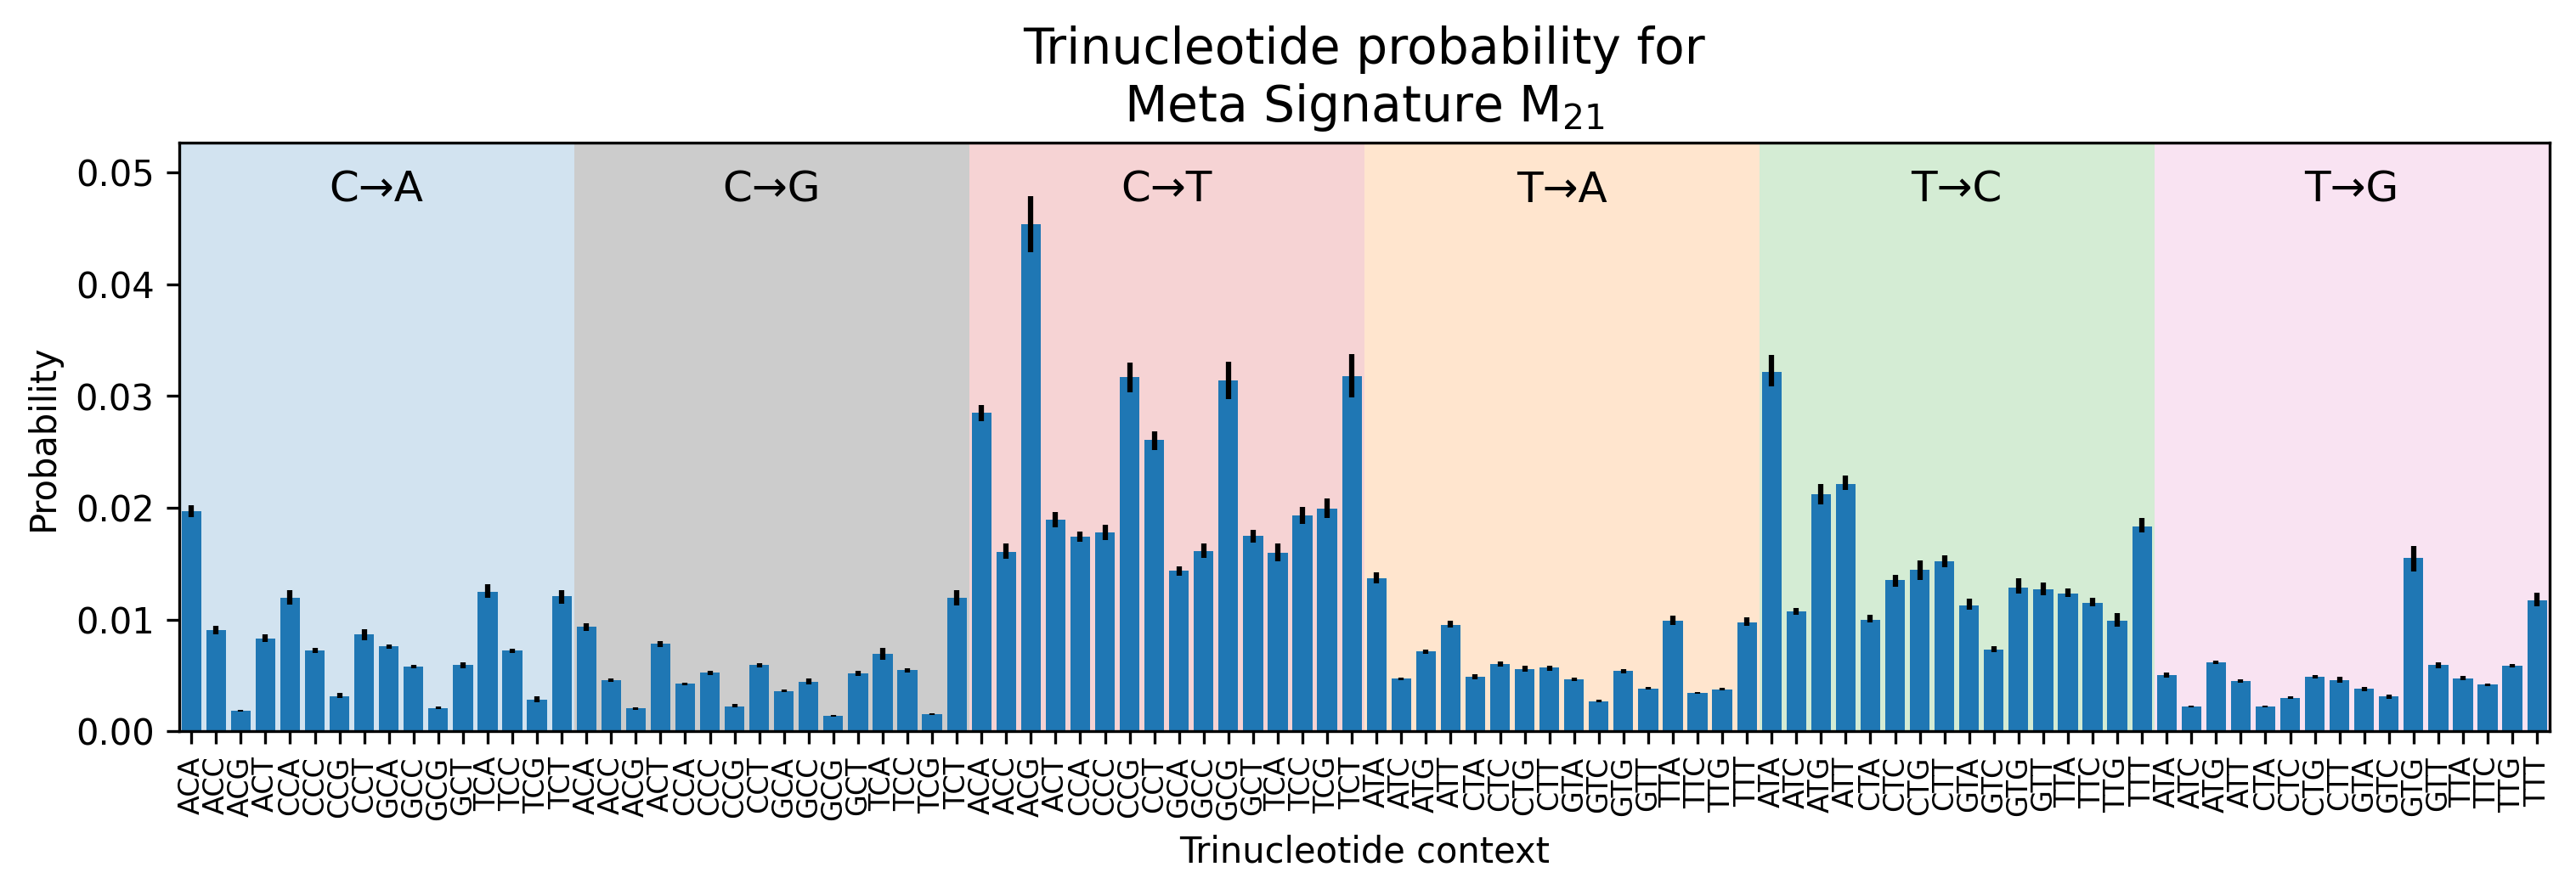 Trinucleotide probability for
Meta Signature M₂₁
C→A C→G C→T T→A T→C T→G
Probability
0.05
0.04
0.03
0.02
0.01
0.00
ACA ACC ACG ACT CCA CCC CCG CCT GCA GCC GCG GCT TCA TCC TCG TCT ACA ACC ACG ACT CCA CCC CCG CCT GCA GCC GCG GCT TCA TCC TCG TCT ACA ACC ACG ACT CCA CCC CCG CCT GCA GCC GCG GCT TCA TCC TCG TCT ATA ATC ATG ATT CTA CTC CTG CTT GTA GTC GTG GTT TTA TTC TTG TTT ATA ATC ATG ATT CTA CTC CTG CTT GTA GTC GTG GTT TTA TTC TTG TTT ATA ATC ATG ATT CTA CTC CTG CTT GTA GTC GTG GTT TTA TTC TTG TTT
Trinucleotide context